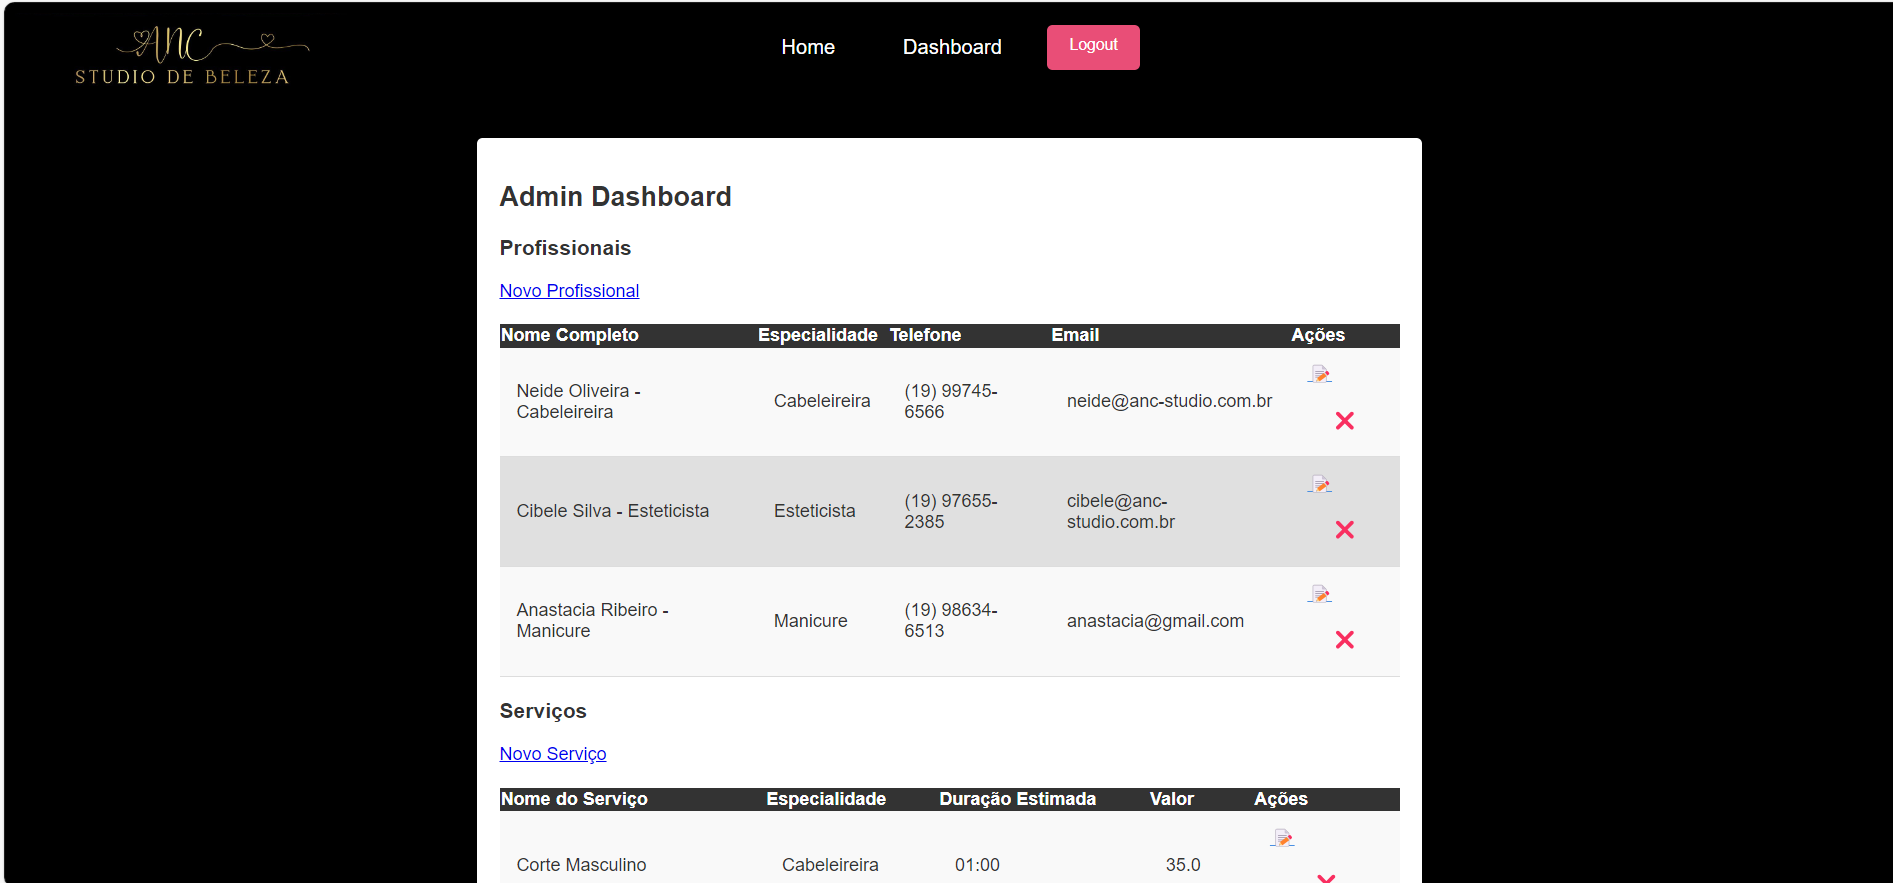 ANC
STUDIO DE BELEZA
Home Dashboard Logout
Admin Dashboard
Profissionais
Novo Profissional
Nome Completo Especialidade Telefone Email Ações
Neide Oliveira -
Cabeleireira
Cabeleireira
(19) 99745-
6566
neide@anc-studio.com.br
Cibele Silva - Esteticista
Esteticista
(19) 97655-
2385
cibele@anc-
studio.com.br
Anastacia Ribeiro -
Manicure
Manicure
(19) 98634-
6513
anastacia@gmail.com
Serviços
Novo Serviço
Nome do Serviço Especialidade Duração Estimada Valor Ações
Corte Masculino Cabeleireira 01:00 35.0